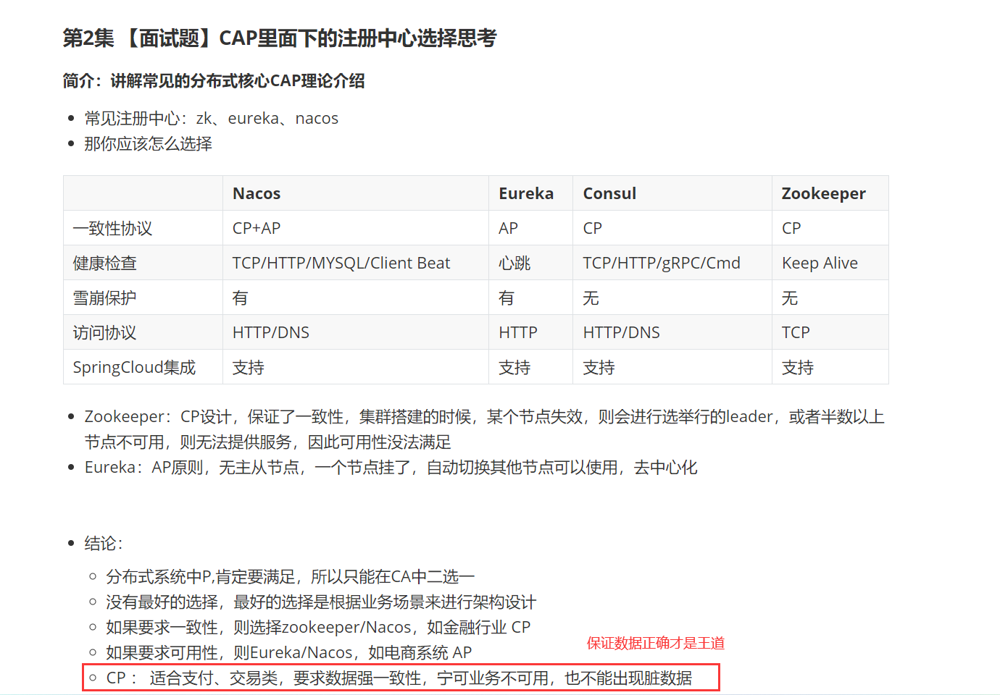 第2集 【面试题】CAP里面下的注册中心选择思考
简介：讲解常见的分布式核心CAP理论介绍
常见注册中心：zk、eureka、nacos
那你应该怎么选择
Nacos Eureka Consul Zookeeper
一致性协议 CP+AP AP CP CP
健康检查 TCP/HTTP/MYSQL/Client Beat 心跳 TCP/HTTP/gRPC/Cmd Keep Alive
雪崩保护 有 有 无 无
访问协议 HTTP/DNS HTTP HTTP/DNS TCP
SpringCloud集成 支持 支持 支持 支持
Zookeeper：CP设计，保证了一致性，集群搭建的时候，某个节点失效，则会进行选举行的leader，或者半数以上
节点不可用，则无法提供服务，因此可用性没法满足
Eureka：AP原则，无主从节点，一个节点挂了，自动切换其他节点可以使用，去中心化
结论：
分布式系统中P,肯定要满足，所以只能在CA中二选一
没有最好的选择，最好的选择是根据业务场景来进行架构设计
如果要求一致性，则选择zookeeper/Nacos，如金融行业 CP
如果要求可用性，则Eureka/Nacos，如电商系统 AP
保证数据正确才是王道
CP： 适合支付、交易类，要求数据强一致性，宁可业务不可用，也不能出现脏数据